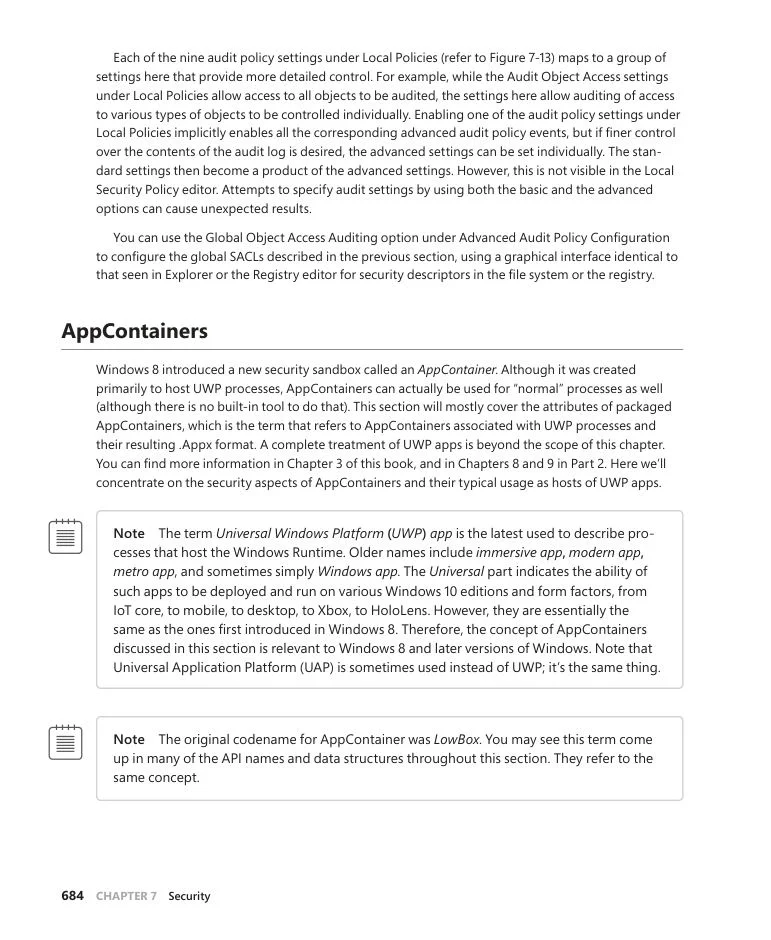 Each of the nine audit policy settings under Local Policies (refer to Figure 7-13) maps to a group of
settings here that provide more detailed control. For example, while the Audit Object Access settings
under Local Policies allow access to all objects to be audited, the settings here allow auditing of access
to various types of objects to be controlled individually. Enabling one of the audit policy settings under
Local Policies implicitly enables all the corresponding advanced audit policy events, but if finer control
over the contents of the audit log is desired, the advanced settings can be set individually. The stan-
dard settings then become a product of the advanced settings. However, this is not visible in the Local
Security Policy editor. Attempts to specify audit settings by using both the basic and the advanced
options can cause unexpected results.
You can use the Global Object Access Auditing option under Advanced Audit Policy Configuration
to configure the global SACLs described in the previous section, using a graphical interface identical to
that seen in Explorer or the Registry editor for security descriptors in the file system or the registry.
AppContainers
Windows 8 introduced a new security sandbox called an AppContainer. Although it was created
primarily to host UWP processes, AppContainers can actually be used for “normal” processes as well
(although there is no built-in tool to do that). This section will mostly cover the attributes of packaged
AppContainers, which is the term that refers to AppContainers associated with UWP processes and
their resulting .Appx format. A complete treatment of UWP apps is beyond the scope of this chapter.
You can find more information in Chapter 3 of this book, and in Chapters 8 and 9 in Part 2. Here we’ll
concentrate on the security aspects of AppContainers and their typical usage as hosts of UWP apps.
Note The term Universal Windows Platform (UWP) app is the latest used to describe pro-
cesses that host the Windows Runtime. Older names include immersive app, modern app,
metro app, and sometimes simply Windows app. The Universal part indicates the ability of
such apps to be deployed and run on various Windows 10 editions and form factors, from
IoT core, to mobile, to desktop, to Xbox, to HoloLens. However, they are essentially the
same as the ones first introduced in Windows 8. Therefore, the concept of AppContainers
discussed in this section is relevant to Windows 8 and later versions of Windows. Note that
Universal Application Platform (UAP) is sometimes used instead of UWP; it’s the same thing.
Note The original codename for AppContainer was LowBox. You may see this term come
up in many of the API names and data structures throughout this section. They refer to the
same concept.
684 CHAPTER 7 Security